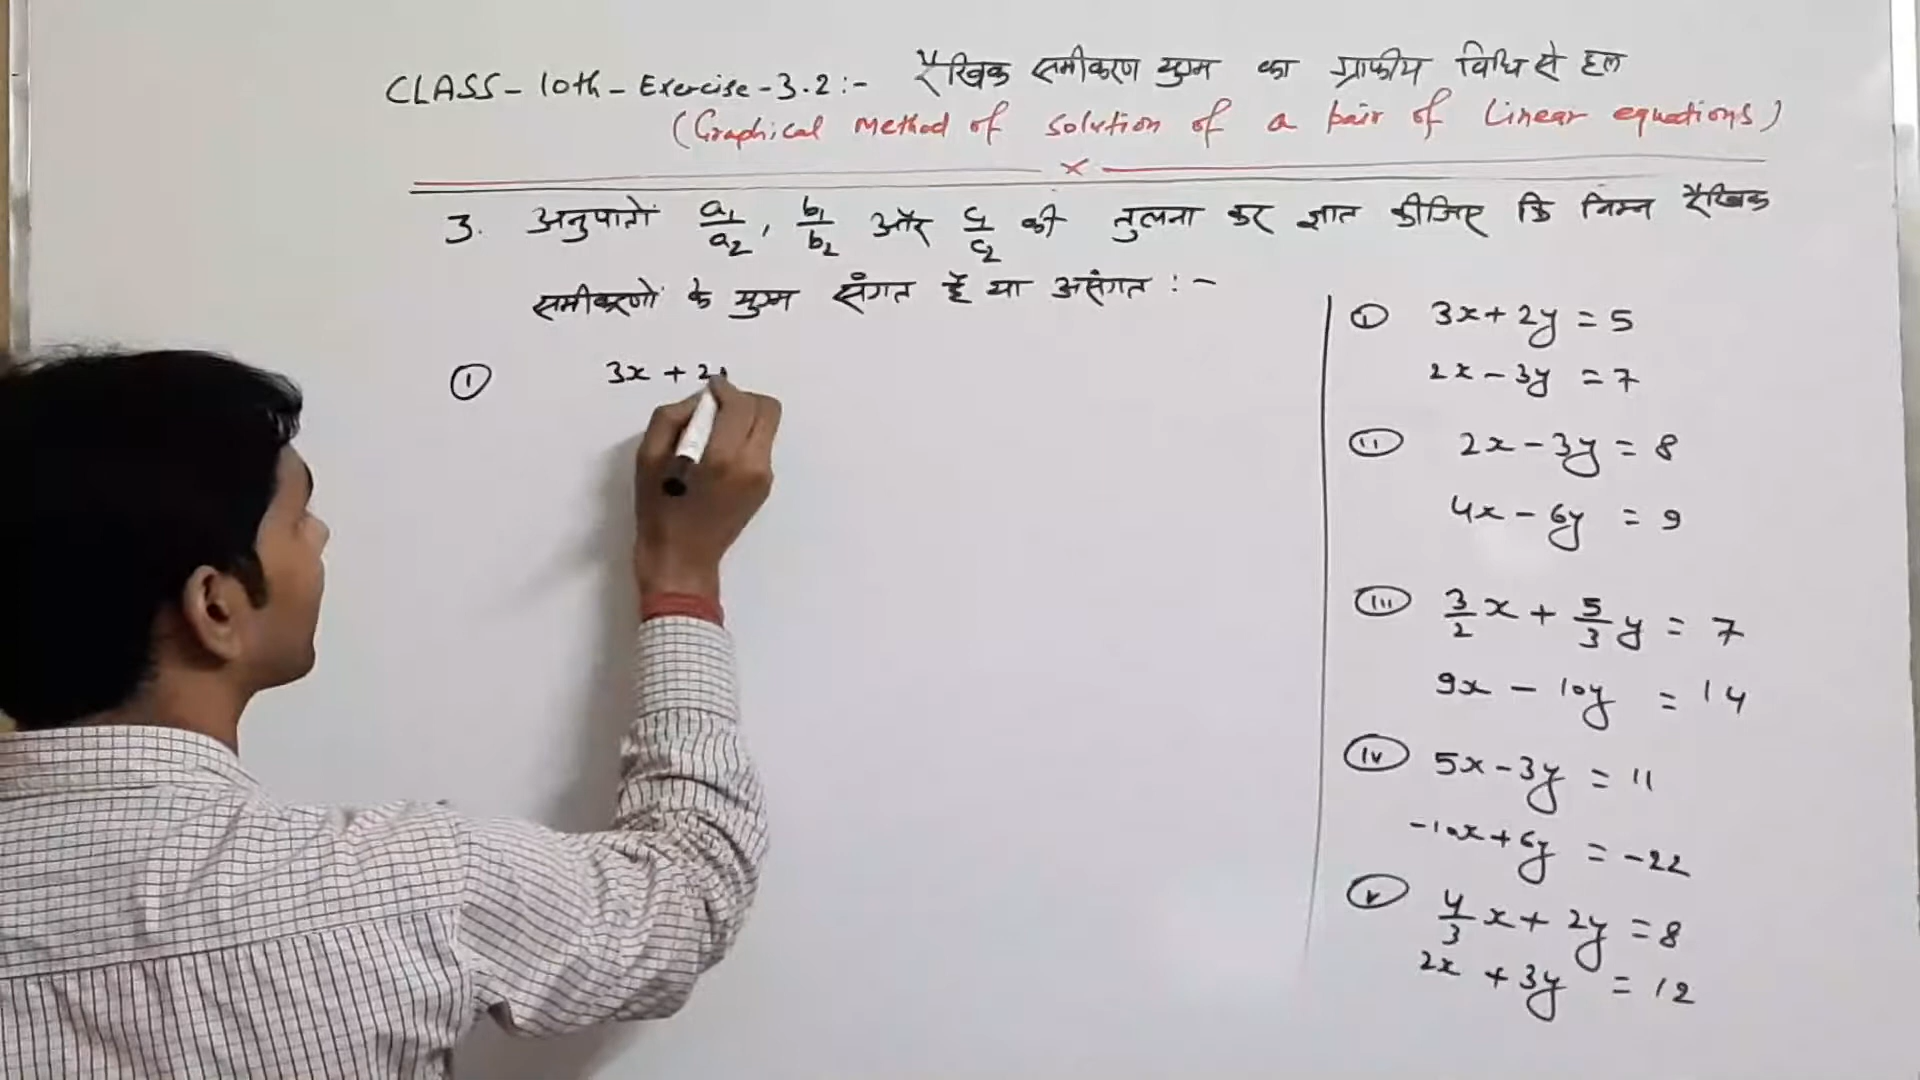 CLASS - 10th - Exercise - 3.2 :- रैखिक समीकरण युग्म का ग्राफीय विधि से हल
(Graphical Method of solution of a pair of Linear equations)
x
3. अनुपातों a₁/a₂, b₁/b₂ और c₁/c₂ की तुलना कर ज्ञात कीजिए कि निम्न रैखिक
समीकरणों के युग्म संगत हैं या असंगत :-
① 3x + 2y
ⓘ 3x + 2y = 5
2x - 3y = 7
ⓘⓘ 2x - 3y = 8
4x - 6y = 9
ⓘⓘⓘ 3/2 x + 5/3 y = 7
9x - 10y = 14
ⓘⓥ 5x - 3y = 11
-10x + 6y = -22
ⓥ 4/3 x + 2y = 8
2x + 3y = 12